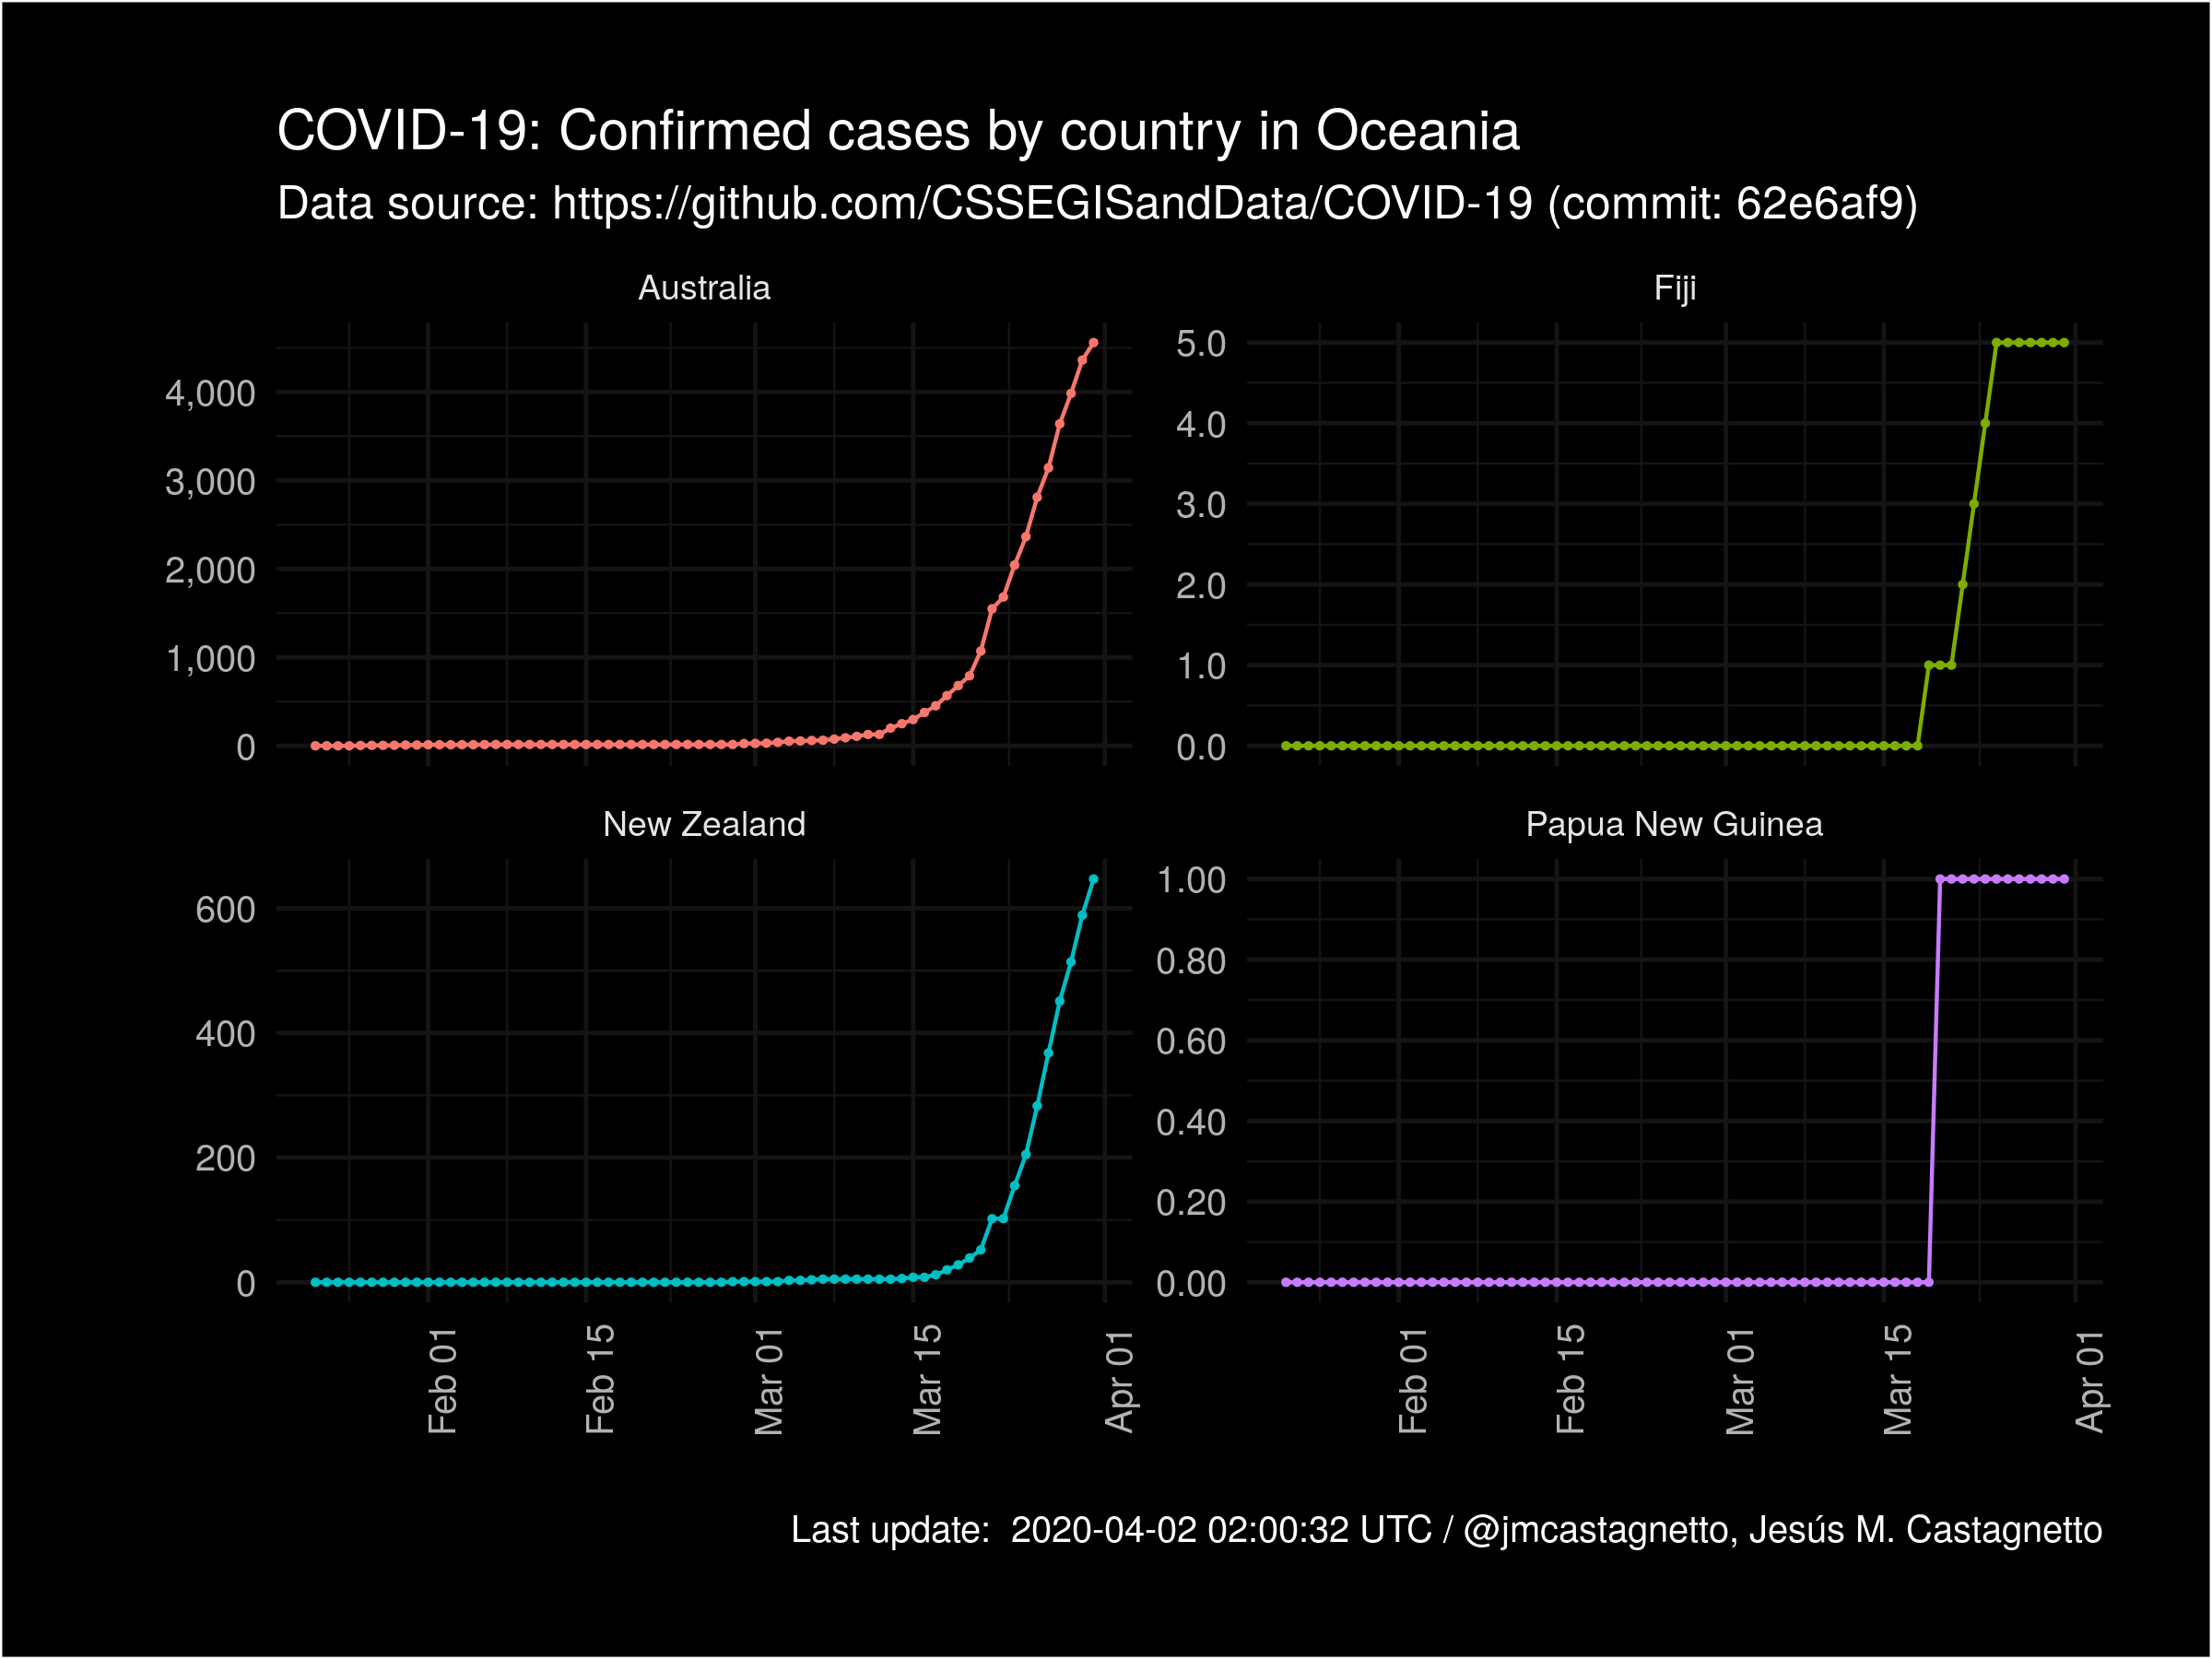 COVID-19: Confirmed cases by country in Oceania
Data source: https://github.com/CSSEGISandData/COVID-19 (commit: 62e6af9)
Australia
4,000
3,000
2,000
1,000
0
Fiji
5.0
4.0
3.0
2.0
1.0
0.0
New Zealand
600
400
200
0
Feb 01
Feb 15
Mar 01
Mar 15
Apr 01
Papua New Guinea
1.00
0.80
0.60
0.40
0.20
0.00
Feb 01
Feb 15
Mar 01
Mar 15
Apr 01
Last update:  2020-04-02 02:00:32 UTC / @jmcastagnetto, Jesús M. Castagnetto